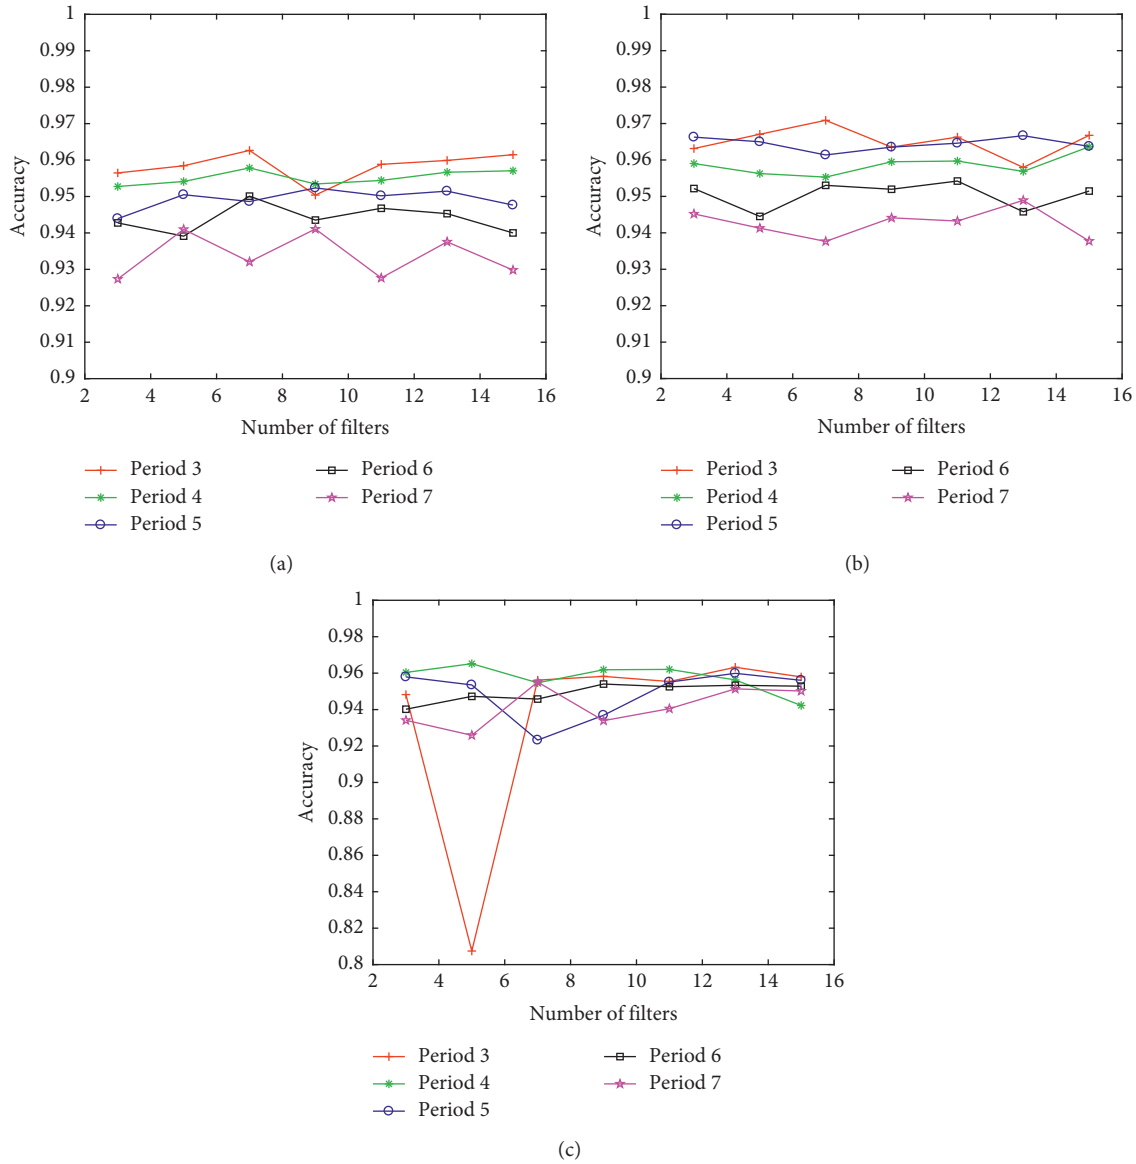 1
0.99
0.98
0.97
0.96
0.95
0.94
0.93
0.92
0.91
0.9
Accuracy
2 4 6 8 10 12 14 16
Number of filters
Period 3
Period 4
Period 5
Period 6
Period 7
(a)
1
0.99
0.98
0.97
0.96
0.95
0.94
0.93
0.92
0.91
0.9
Accuracy
2 4 6 8 10 12 14 16
Number of filters
Period 3
Period 4
Period 5
Period 6
Period 7
(b)
1
0.98
0.96
0.94
0.92
0.9
0.88
0.86
0.84
0.82
0.8
Accuracy
2 4 6 8 10 12 14 16
Number of filters
Period 3
Period 4
Period 5
Period 6
Period 7
(c)